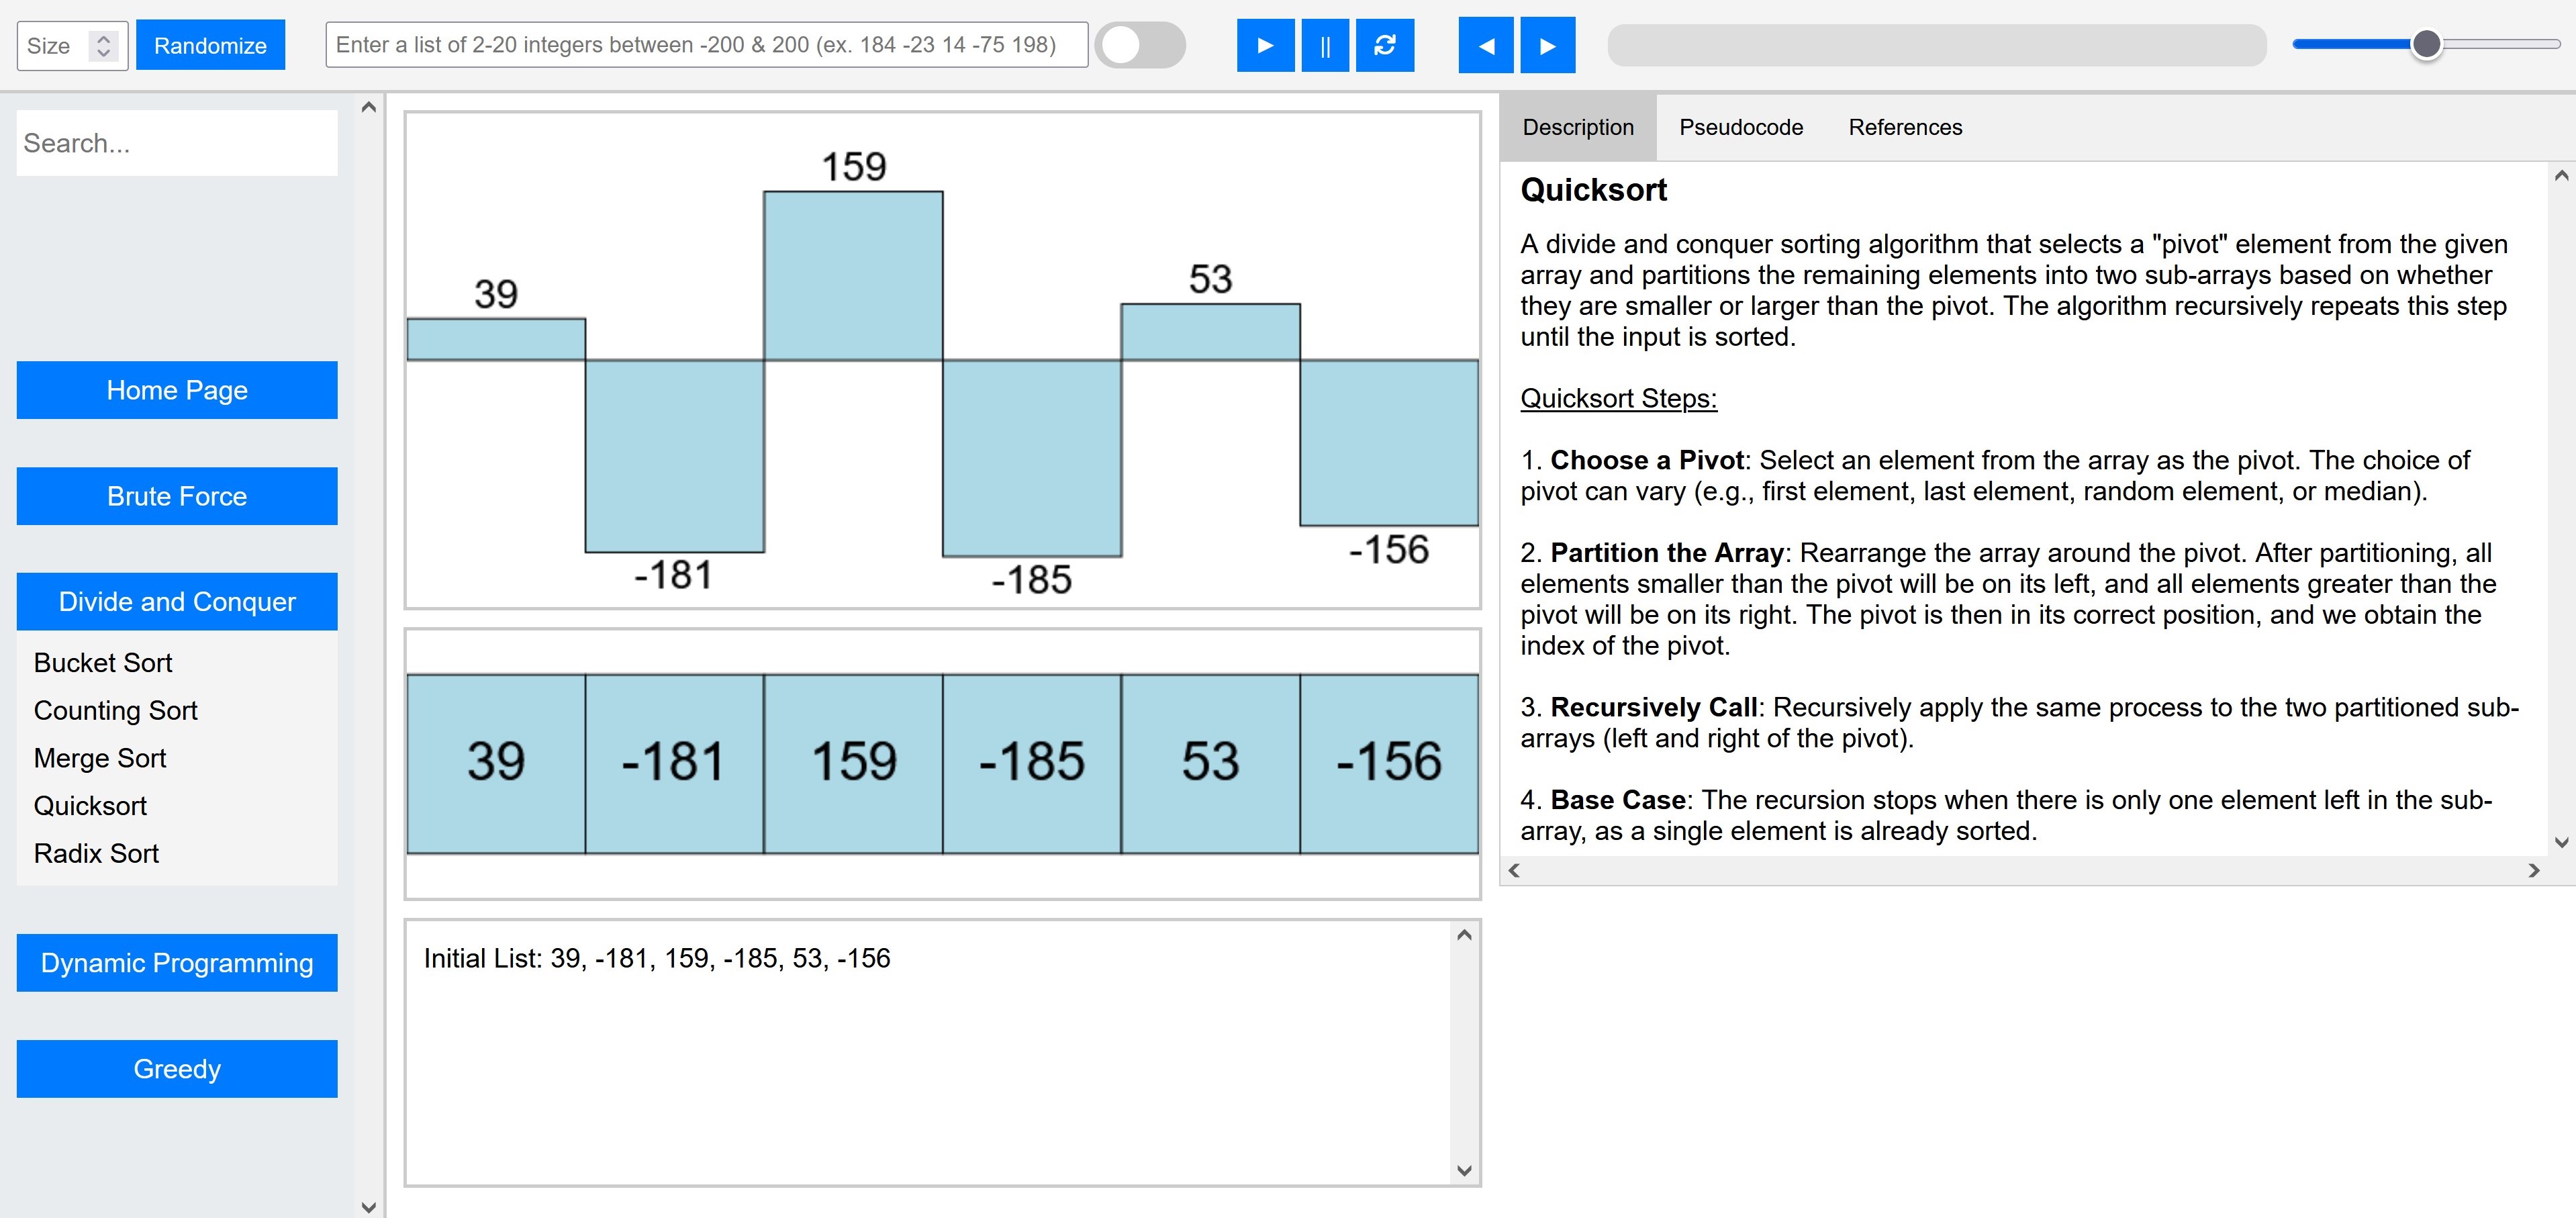 Size
Randomize
Enter a list of 2-20 integers between -200 & 200 (ex. 184 -23 14 -75 198)
Search...
Home Page
Brute Force
Divide and Conquer
Bucket Sort
Counting Sort
Merge Sort
Quicksort
Radix Sort
Dynamic Programming
Greedy
159
39
53
-181
-185
-156
39 -181 159 -185 53 -156
Initial List: 39, -181, 159, -185, 53, -156
Description Pseudocode References
Quicksort
A divide and conquer sorting algorithm that selects a "pivot" element from the given
array and partitions the remaining elements into two sub-arrays based on whether
they are smaller or larger than the pivot. The algorithm recursively repeats this step
until the input is sorted.
Quicksort Steps:
1. Choose a Pivot: Select an element from the array as the pivot. The choice of
pivot can vary (e.g., first element, last element, random element, or median).
2. Partition the Array: Rearrange the array around the pivot. After partitioning, all
elements smaller than the pivot will be on its left, and all elements greater than the
pivot will be on its right. The pivot is then in its correct position, and we obtain the
index of the pivot.
3. Recursively Call: Recursively apply the same process to the two partitioned sub-
arrays (left and right of the pivot).
4. Base Case: The recursion stops when there is only one element left in the sub-
array, as a single element is already sorted.